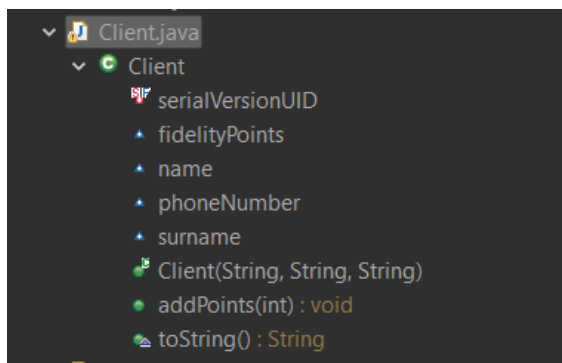 Client.java
Client
serialVersionUID
fidelityPoints
name
phoneNumber
surname
Client(String, String, String)
addPoints(int) : void
toString() : String